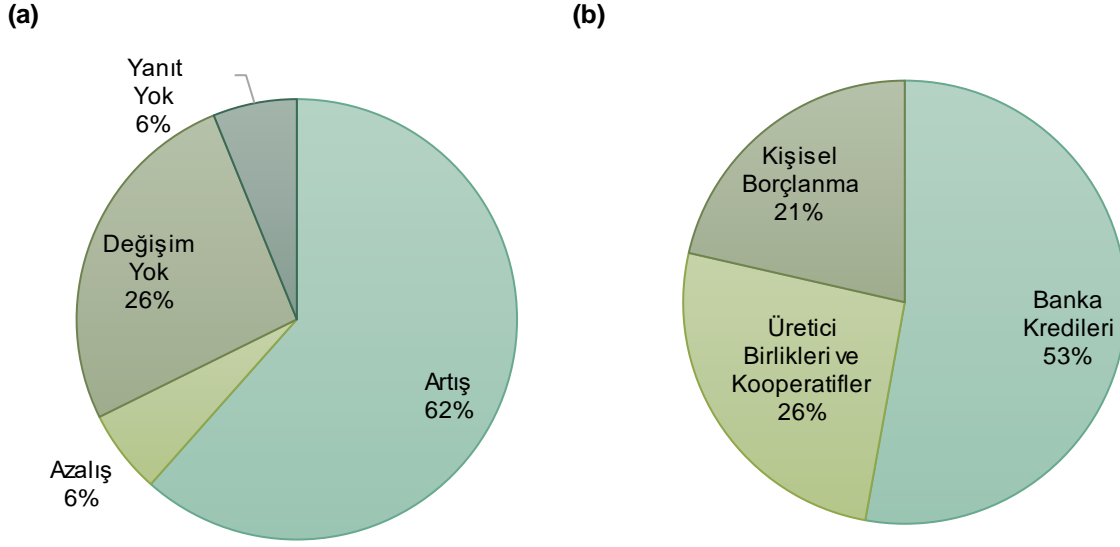 (a)
Yanıt
Yok
6%
Değişim
Yok
26%
Artış
62%
Azalış
6%
(b)
Kişisel
Borçlanma
21%
Banka
Kredileri
53%
Üretici
Birlikleri ve
Kooperatifler
26%